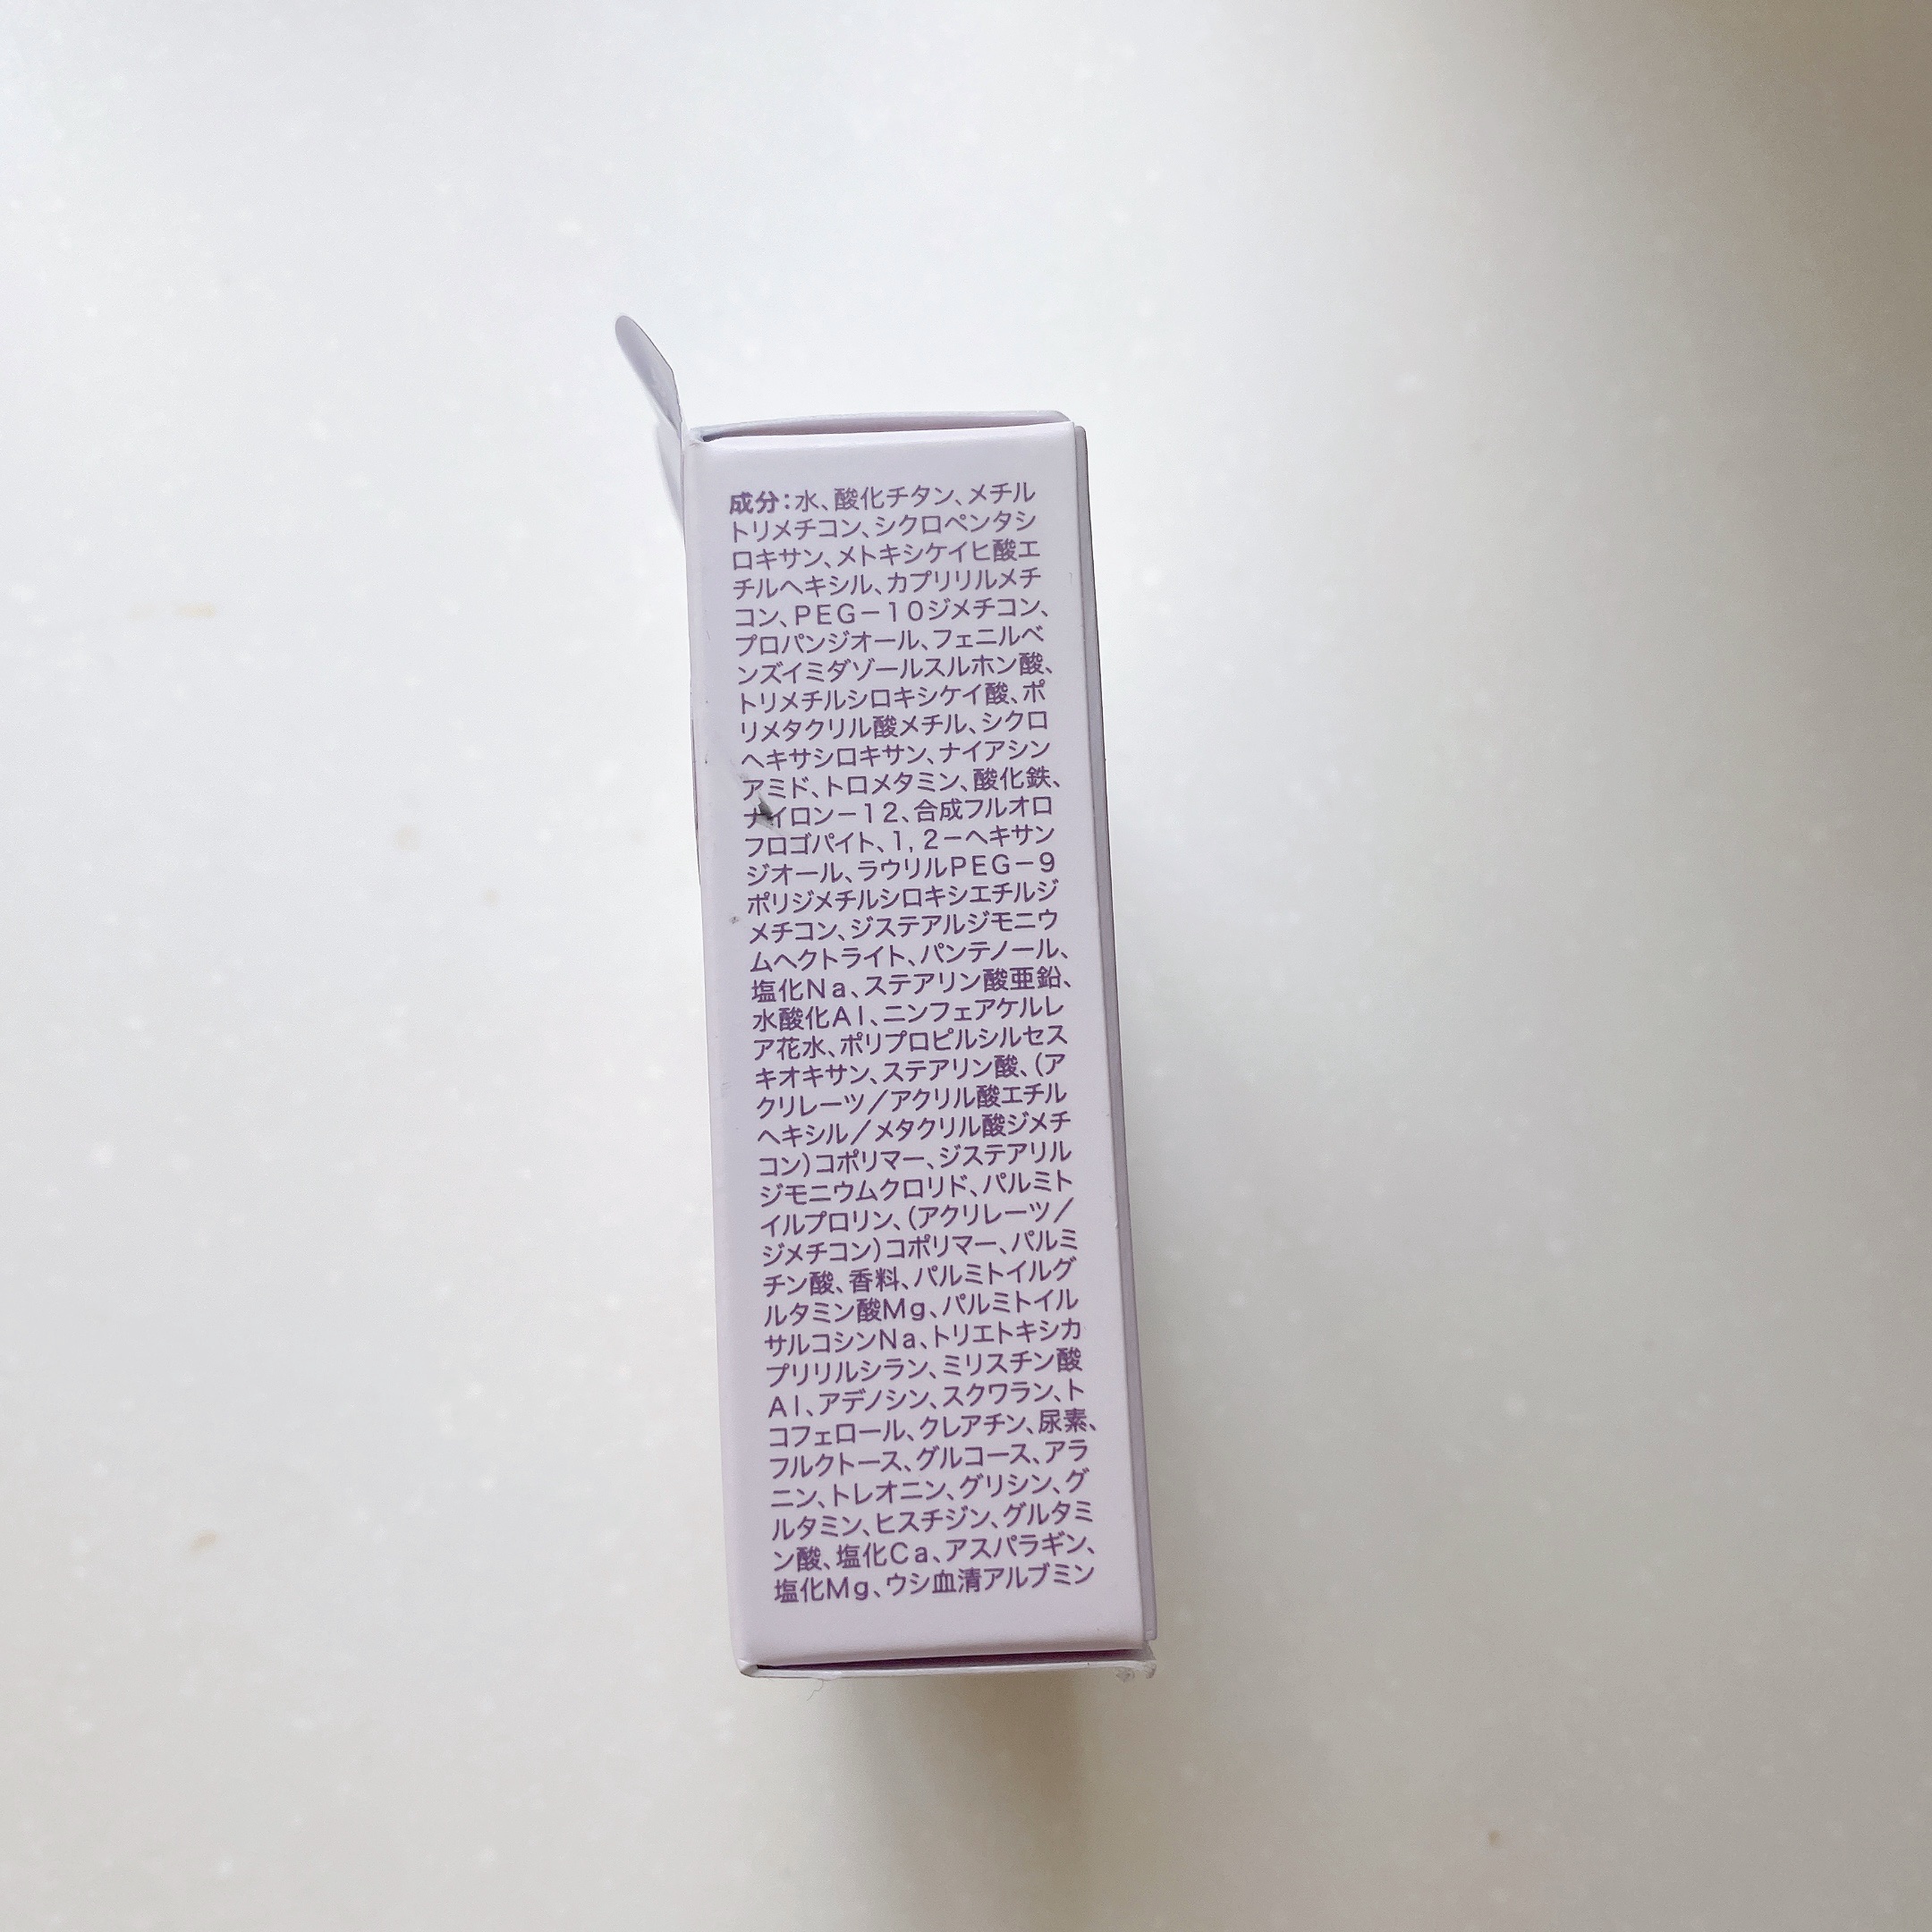 成分:水、酸化チタン、メチル
トリメチコン、シクロペンタシ
ロキサン、メトキシケイヒ酸エ
チルヘキシル、カプリリルメチ
コン、PEG－10ジメチコン、
プロパンジオール、フェニルベ
ンズイミダゾールスルホン酸、
トリメチルシロキシケイ酸、ポ
リメタクリル酸メチル、シクロ
ヘキサシロキサン、ナイアシン
アミド、トロメタミン、酸化鉄、
ナイロン－12、合成フルオロ
フロゴパイト、1,2－ヘキサン
ジオール、ラウリルPEG－9
ポリジメチルシロキシエチルジ
メチコン、ジステアルジモニウ
ムヘクトライト、パンテノール、
塩化Na、ステアリン酸亜鉛、
水酸化Al、ニンフェアケルレ
ア花水、ポリプロピルシルセス
キオキサン、ステアリン酸、(ア
クリレーツ／アクリル酸エチル
ヘキシル／メタクリル酸ジメチ
コン)コポリマー、ジステアリル
ジモニウムクロリド、パルミト
イルプロリン、(アクリレーツ／
ジメチコン)コポリマー、パルミ
チン酸、香料、パルミトイルグ
ルタミン酸Mg、パルミトイル
サルコシンNa、トリエトキシカ
プリリルシラン、ミリスチン酸
Al、アデノシン、スクワラン、ト
コフェロール、クレアチン、尿素、
フルクトース、グルコース、アラ
ニン、トレオニン、グリシン、グ
ルタミン、ヒスチジン、グルタミ
ン酸、塩化Ca、アスパラギン、
塩化Mg、ウシ血清アルブミン